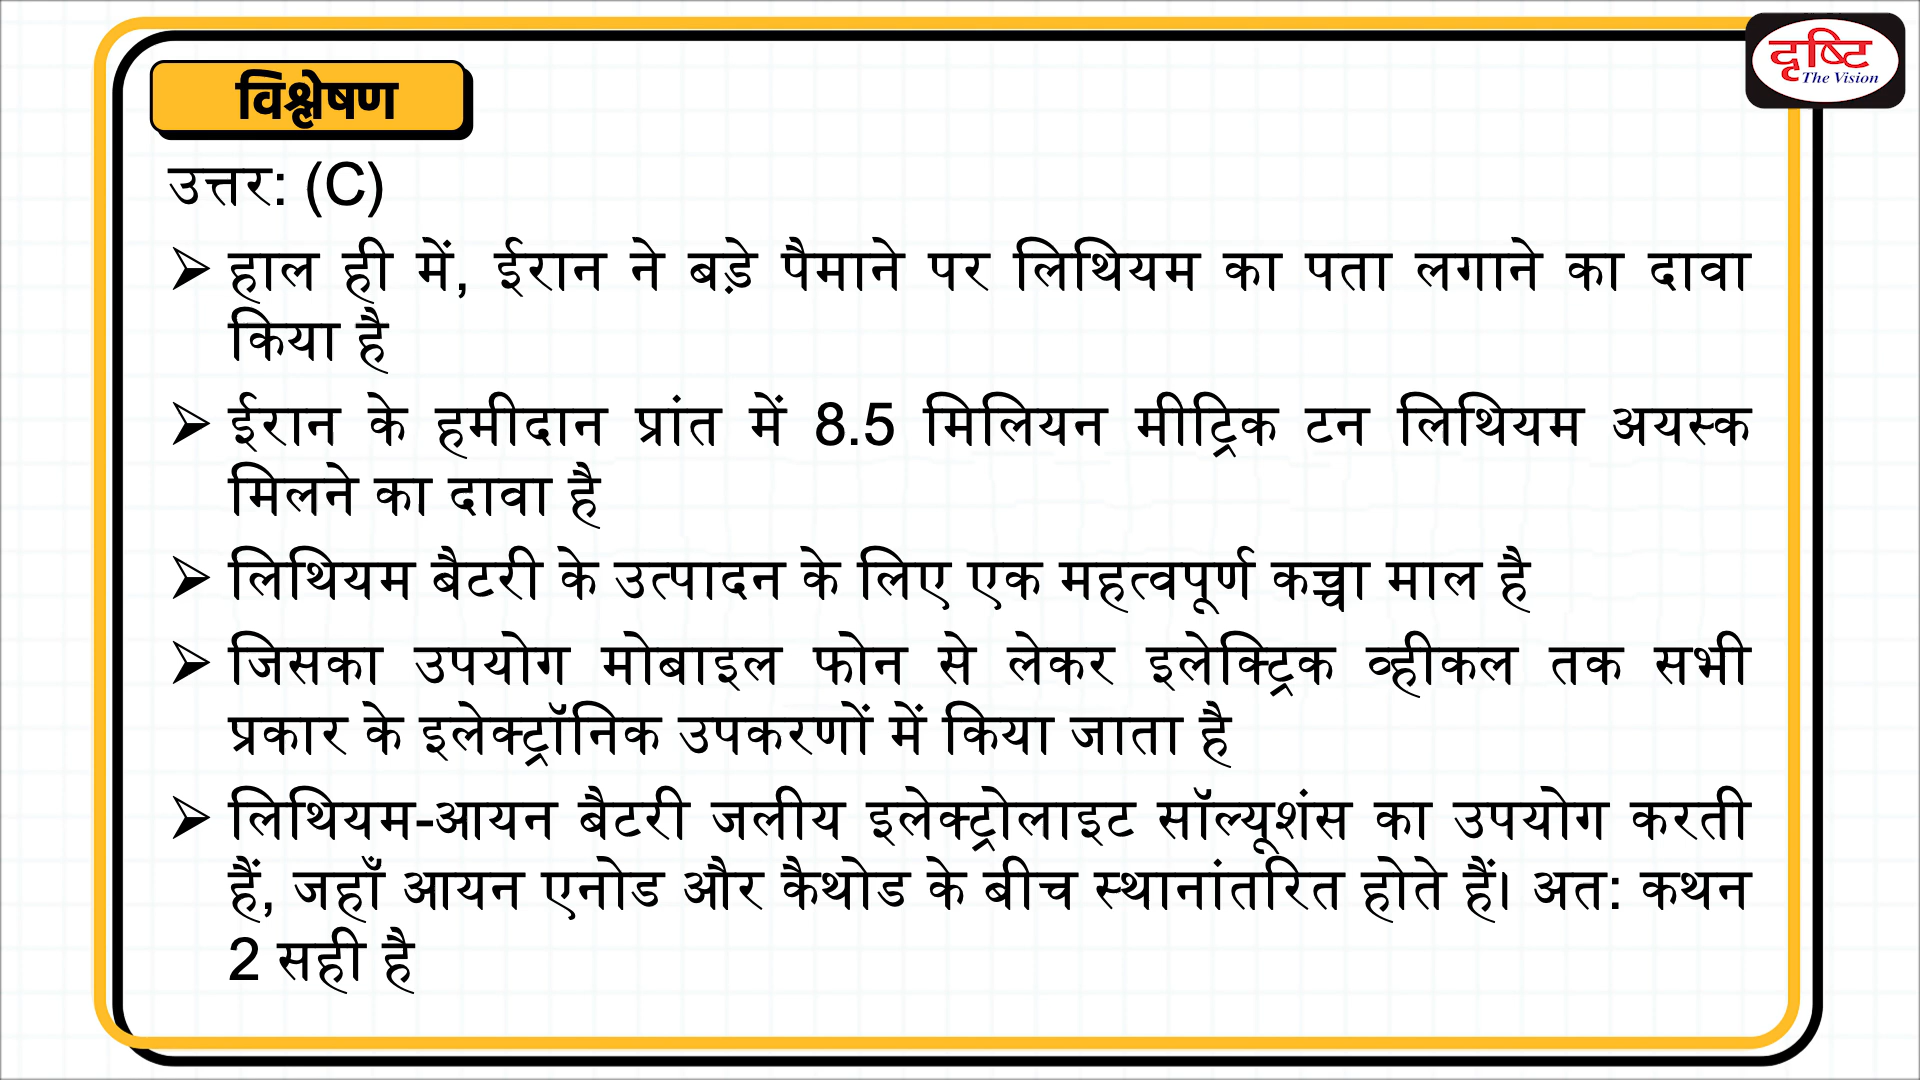 दृष्टि
The Vision
विश्लेषण
उत्तर: (C)
➢ हाल ही में, ईरान ने बड़े पैमाने पर लिथियम का पता लगाने का दावा
किया है
➢ ईरान के हमीदान प्रांत में 8.5 मिलियन मीट्रिक टन लिथियम अयस्क
मिलने का दावा है
➢ लिथियम बैटरी के उत्पादन के लिए एक महत्वपूर्ण कच्चा माल है
➢ जिसका उपयोग मोबाइल फोन से लेकर इलेक्ट्रिक व्हीकल तक सभी
प्रकार के इलेक्ट्रॉनिक उपकरणों में किया जाता है
➢ लिथियम-आयन बैटरी जलीय इलेक्ट्रोलाइट सॉल्यूशंस का उपयोग करती
हैं, जहाँ आयन एनोड और कैथोड के बीच स्थानांतरित होते हैं। अत: कथन
2 सही है